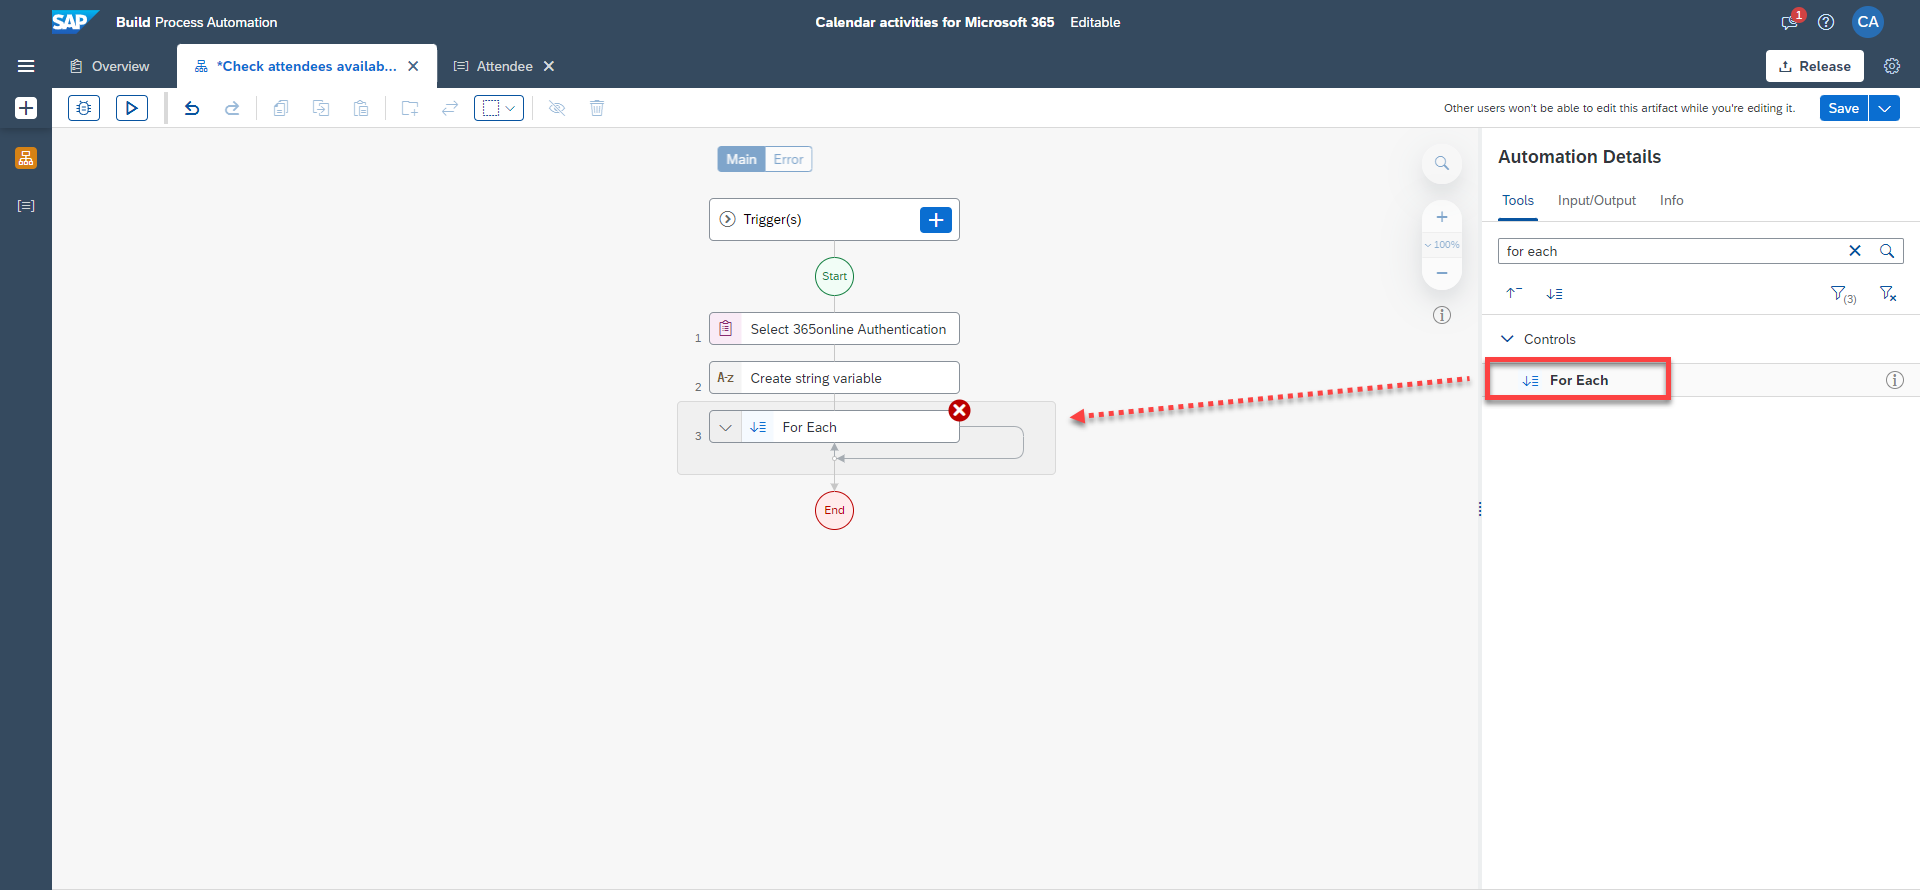 SAP Build Process Automation
Calendar activities for Microsoft 365 Editable
1
CA
Overview
*Check attendees availab...
Attendee
Release
Other users won't be able to edit this artifact while you're editing it.
Save
Main Error
Trigger(s)
Start
1 Select 365online Authentication
2 A-z Create string variable
3 For Each
End
100%
Automation Details
Tools Input/Output Info
for each
(3)
Controls
For Each